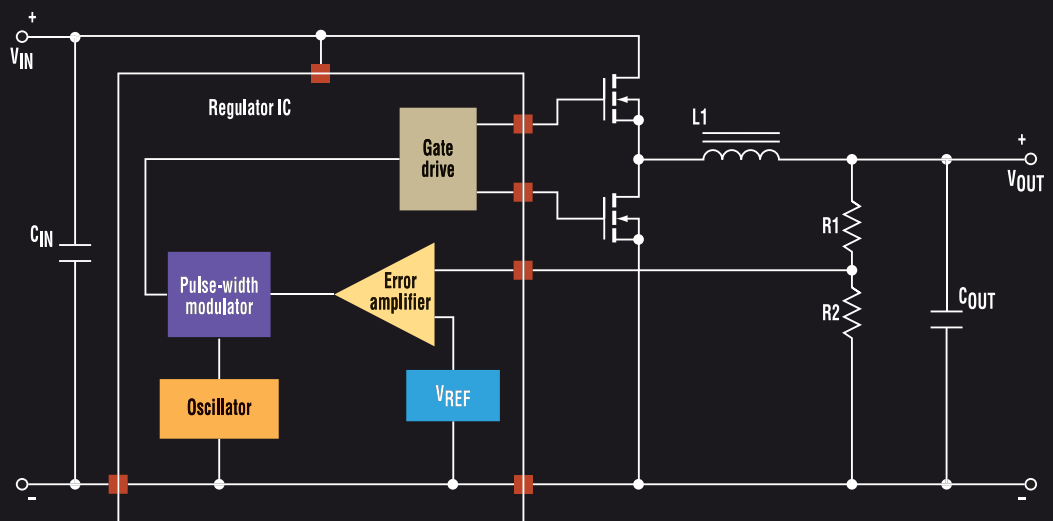 +
VIN
Regulator IC
Gate
drive
L1
+
VOUT
CIN
R1
Pulse-width
modulator
Error
amplifier
R2
COUT
Oscillator
VREF
-
-